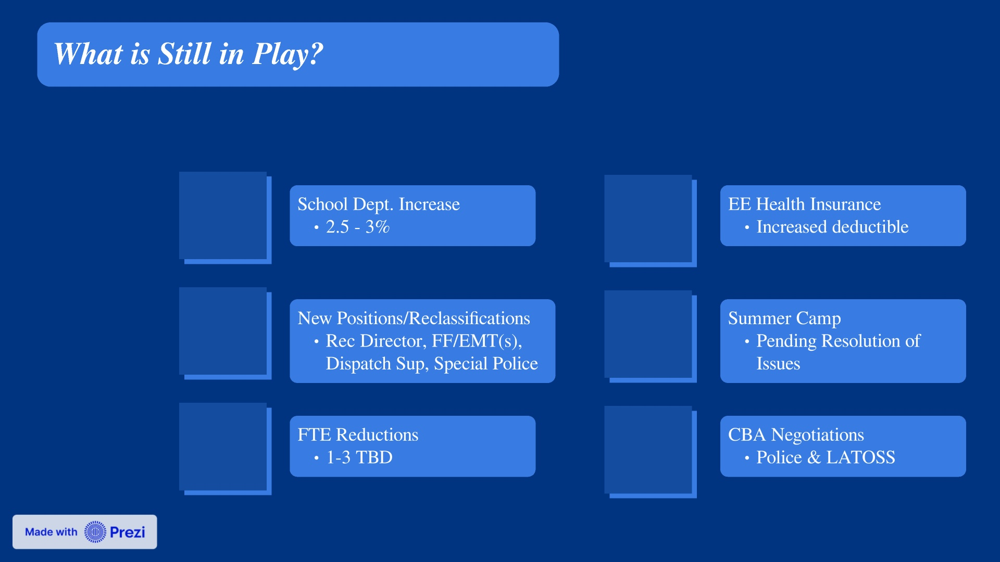 What is Still in Play?
School Dept. Increase
• 2.5 - 3%
New Positions/Reclassifications
• Rec Director, FF/EMT(s),
Dispatch Sup, Special Police
FTE Reductions
• 1-3 TBD
EE Health Insurance
• Increased deductible
Summer Camp
• Pending Resolution of
Issues
CBA Negotiations
• Police & LATOSS
Made with Prezi